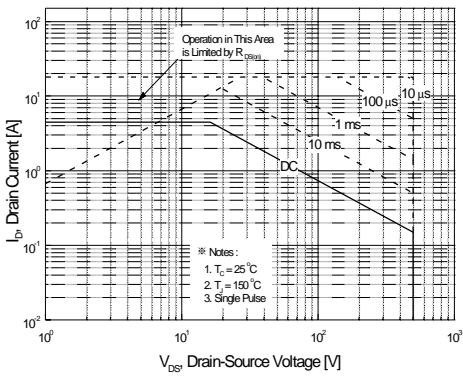 10²
Operation in This Area
is Limited by R DS(on)
10 µs
100 µs
10¹
1 ms
10 ms
10⁰
DC
I_D, Drain Current [A]
10⁻¹
※ Notes :
1. T_C = 25 °C
2. T_J = 150 °C
3. Single Pulse
10⁻²
10⁰
10¹
10²
10³
V_DS, Drain-Source Voltage [V]